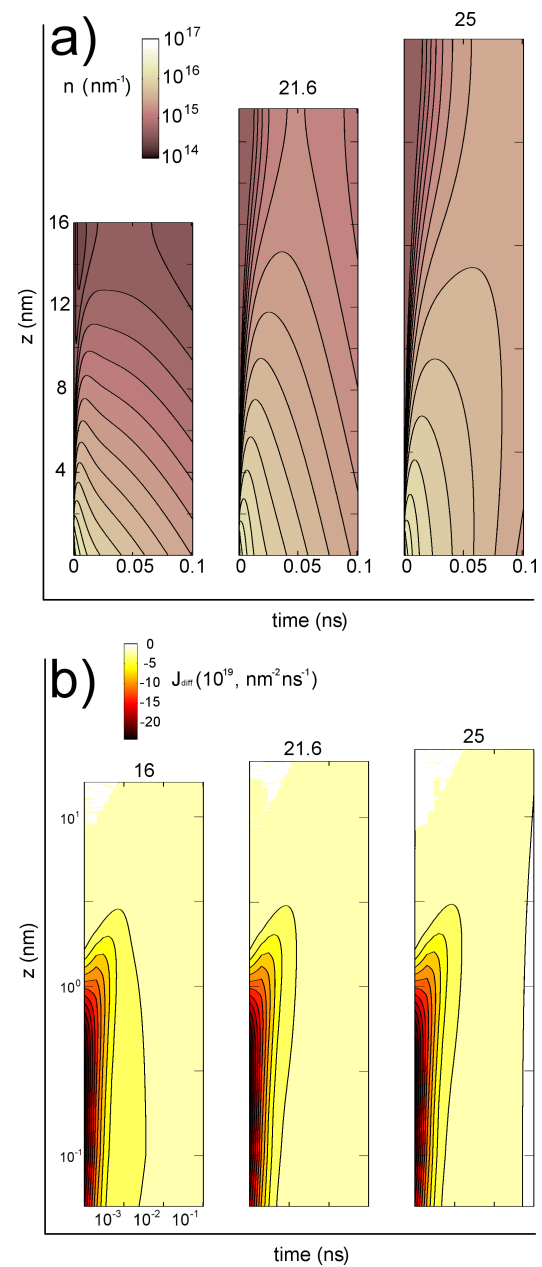 a)
25
10¹⁷
n (nm⁻¹)
10¹⁶
10¹⁵
10¹⁴
21.6
16
12
8
4
z (nm)
0 0.05 0.1
0 0.05 0.1
0 0.05 0.1
time (ns)
b)
0
-5
-10
-15
-20
J diff (10¹⁹, nm⁻²ns⁻¹)
16
21.6
25
10¹
10⁰
10⁻¹
z (nm)
10⁻³ 10⁻² 10⁻¹
time (ns)